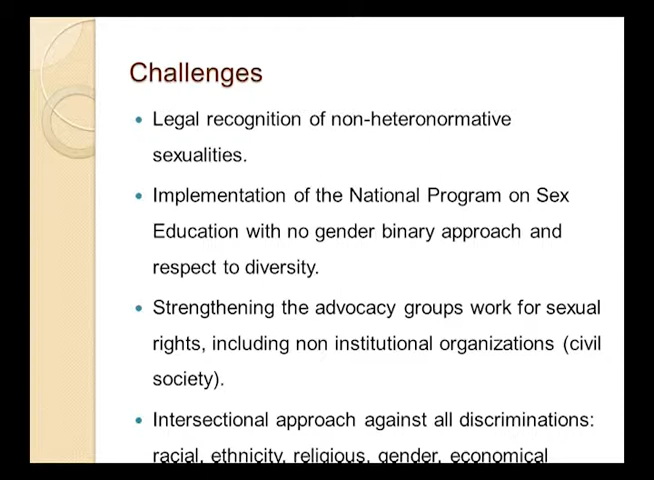 Challenges
• Legal recognition of non-heteronormative
sexualities.
• Implementation of the National Program on Sex
Education with no gender binary approach and
respect to diversity.
• Strengthening the advocacy groups work for sexual
rights, including non institutional organizations (civil
society).
• Intersectional approach against all discriminations:
racial, ethnicity, religious, gender, economical